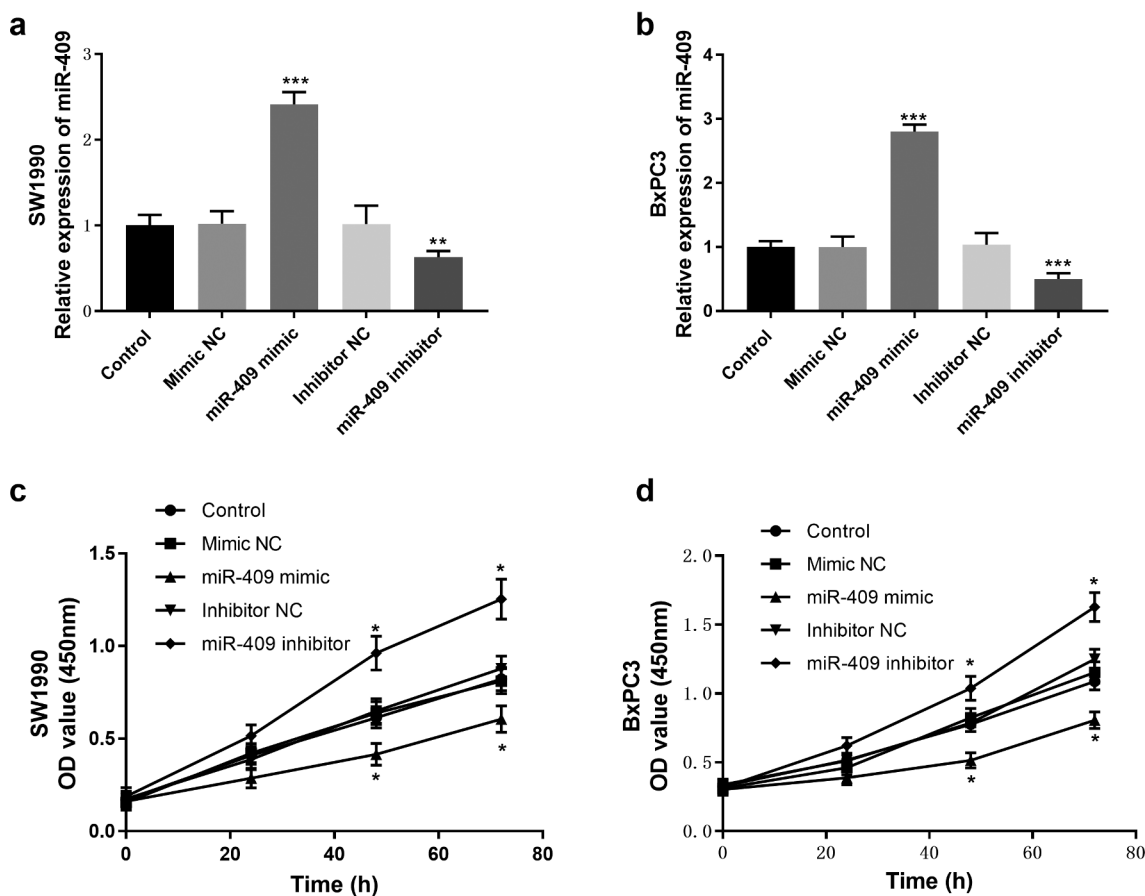 a
SW1990
Relative expression of miR-409
3
2
1
0
***
**
Control
Mimic NC
miR-409 mimic
Inhibitor NC
miR-409 inhibitor
b
BxPC3
Relative expression of miR-409
4
3
2
1
0
***
***
Control
Mimic NC
miR-409 mimic
Inhibitor NC
miR-409 inhibitor
c
Control
Mimic NC
miR-409 mimic
Inhibitor NC
miR-409 inhibitor
SW1990
OD value (450nm)
1.5
1.0
0.5
0.0
*
*
*
*
0
20
40
60
80
Time (h)
d
Control
Mimic NC
miR-409 mimic
Inhibitor NC
miR-409 inhibitor
BxPC3
OD value (450nm)
2.0
1.5
1.0
0.5
0.0
*
*
*
*
0
20
40
60
80
Time (h)